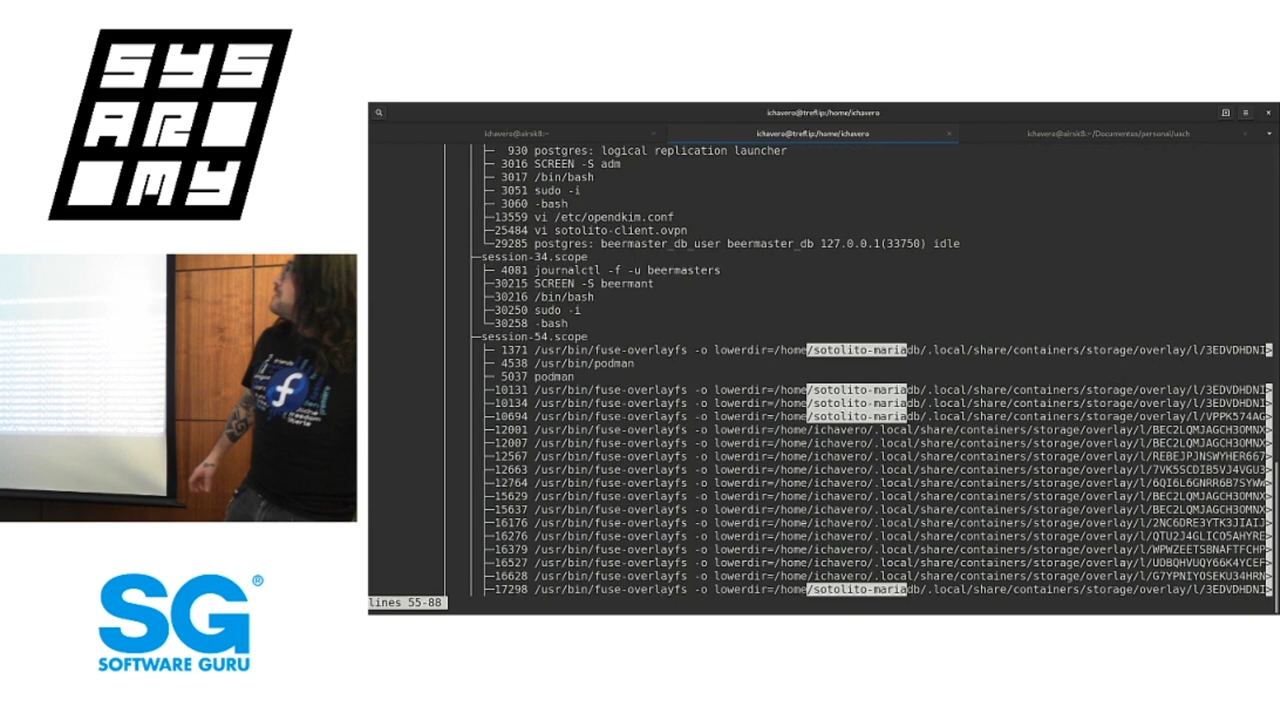 SYS
AR
MY
ichavero@treflip:/home/ichavero
ichavero@airsik8:~
ichavero@treflip:/home/ichavero
ichavero@airsik8:~/Documentos/personal/uach
930 postgres: logical replication launcher
3016 SCREEN -S adm
3017 /bin/bash
3051 sudo -i
3060 -bash
13559 vi /etc/opendkim.conf
25484 vi sotolito-client.ovpn
29285 postgres: beermaster_db_user beermaster_db 127.0.0.1(33750) idle
session-34.scope
4081 journalctl -f -u beermasters
30215 SCREEN -S beermant
30216 /bin/bash
30250 sudo -i
30258 -bash
session-54.scope
1371 /usr/bin/fuse-overlayfs -o lowerdir=/home/sotolito-mariadb/.local/share/containers/storage/overlay/l/3EDVDHDNI>
4538 /usr/bin/podman
5037 podman
10131 /usr/bin/fuse-overlayfs -o lowerdir=/home/sotolito-mariadb/.local/share/containers/storage/overlay/l/3EDVDHDNI>
10134 /usr/bin/fuse-overlayfs -o lowerdir=/home/sotolito-mariadb/.local/share/containers/storage/overlay/l/3EDVDHDNI>
10694 /usr/bin/fuse-overlayfs -o lowerdir=/home/sotolito-mariadb/.local/share/containers/storage/overlay/l/VPPK574AG>
12001 /usr/bin/fuse-overlayfs -o lowerdir=/home/ichavero/.local/share/containers/storage/overlay/l/BEC2LQMJAGCH3OMNX>
12007 /usr/bin/fuse-overlayfs -o lowerdir=/home/ichavero/.local/share/containers/storage/overlay/l/BEC2LQMJAGCH3OMNX>
12567 /usr/bin/fuse-overlayfs -o lowerdir=/home/ichavero/.local/share/containers/storage/overlay/l/REBEJPJNSWYHER667>
12663 /usr/bin/fuse-overlayfs -o lowerdir=/home/ichavero/.local/share/containers/storage/overlay/l/7VK5SCDIB5VJ4VGU3>
12764 /usr/bin/fuse-overlayfs -o lowerdir=/home/ichavero/.local/share/containers/storage/overlay/l/6QI6L6GNRR6B7SYWW>
15629 /usr/bin/fuse-overlayfs -o lowerdir=/home/ichavero/.local/share/containers/storage/overlay/l/BEC2LQMJAGCH3OMNX>
15637 /usr/bin/fuse-overlayfs -o lowerdir=/home/ichavero/.local/share/containers/storage/overlay/l/BEC2LQMJAGCH3OMNX>
16176 /usr/bin/fuse-overlayfs -o lowerdir=/home/ichavero/.local/share/containers/storage/overlay/l/2NC6DRE3YTK3JIAIJ>
16276 /usr/bin/fuse-overlayfs -o lowerdir=/home/ichavero/.local/share/containers/storage/overlay/l/QTU2J4GLICO5AHYRE>
16379 /usr/bin/fuse-overlayfs -o lowerdir=/home/ichavero/.local/share/containers/storage/overlay/l/WPWZEETSBNAFTFCHP>
16527 /usr/bin/fuse-overlayfs -o lowerdir=/home/ichavero/.local/share/containers/storage/overlay/l/UDBQHVUQY66K4YCEF>
16628 /usr/bin/fuse-overlayfs -o lowerdir=/home/ichavero/.local/share/containers/storage/overlay/l/G7YPNIYOSEKU34HRN>
17298 /usr/bin/fuse-overlayfs -o lowerdir=/home/sotolito-mariadb/.local/share/containers/storage/overlay/l/3EDVDHDNI>
lines 55-88
freedom
SG®
SOFTWARE GURU